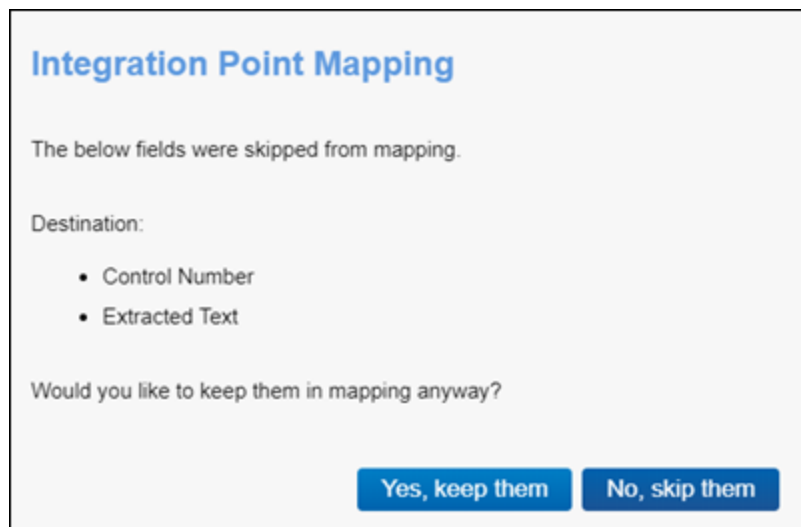 Integration Point Mapping
The below fields were skipped from mapping.
Destination:
• Control Number
• Extracted Text
Would you like to keep them in mapping anyway?
Yes, keep them No, skip them